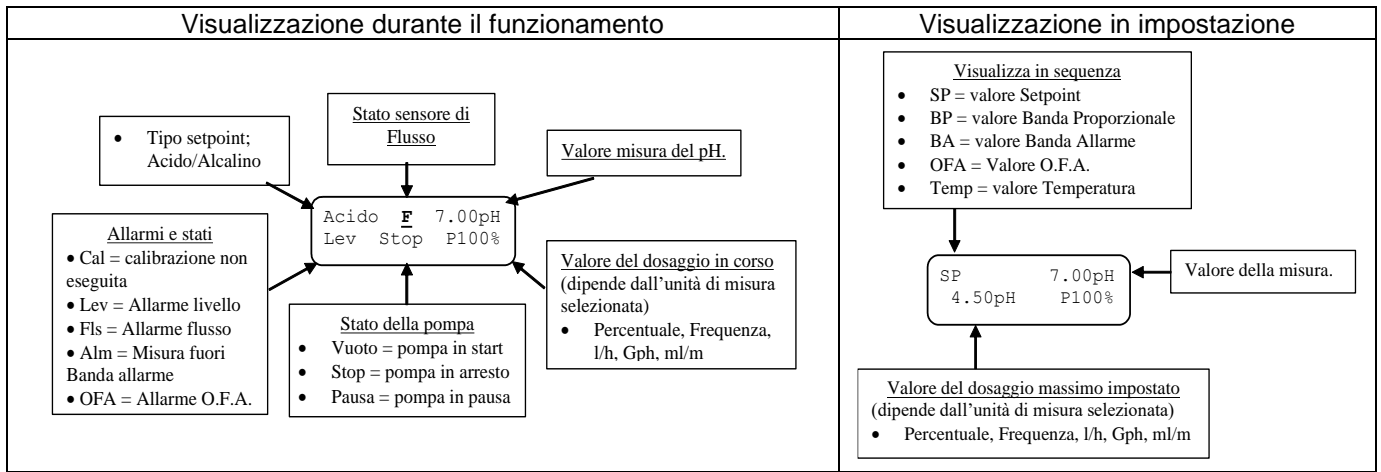 Visualizzazione durante il funzionamento
Visualizzazione in impostazione
• Tipo setpoint;
Acido/Alcalino
Stato sensore di
Flusso
Valore misura del pH.
Acido F 7.00pH
Lev Stop P100%
Allarmi e stati
• Cal = calibrazione non
eseguita
• Lev = Allarme livello
• Fls = Allarme flusso
• Alm = Misura fuori
Banda allarme
• OFA = Allarme O.F.A.
Stato della pompa
• Vuoto = pompa in start
• Stop = pompa in arresto
• Pausa = pompa in pausa
Valore del dosaggio in corso
(dipende dall'unità di misura
selezionata)
• Percentuale, Frequenza,
l/h, Gph, ml/m
Visualizza in sequenza
• SP = valore Setpoint
• BP = valore Banda Proporzionale
• BA = valore Banda Allarme
• OFA = Valore O.F.A.
• Temp = valore Temperatura
SP 7.00pH
4.50pH P100%
Valore della misura.
Valore del dosaggio massimo impostato
(dipende dall'unità di misura selezionata)
• Percentuale, Frequenza, l/h, Gph, ml/m